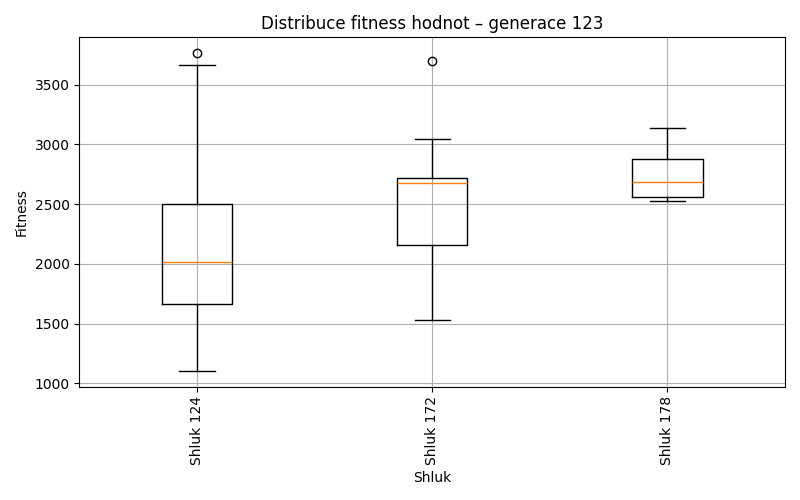 Distribuce fitness hodnot – generace 123
Fitness
3500
3000
2500
2000
1500
1000
Shluk 124
Shluk 172
Shluk 178
Shluk